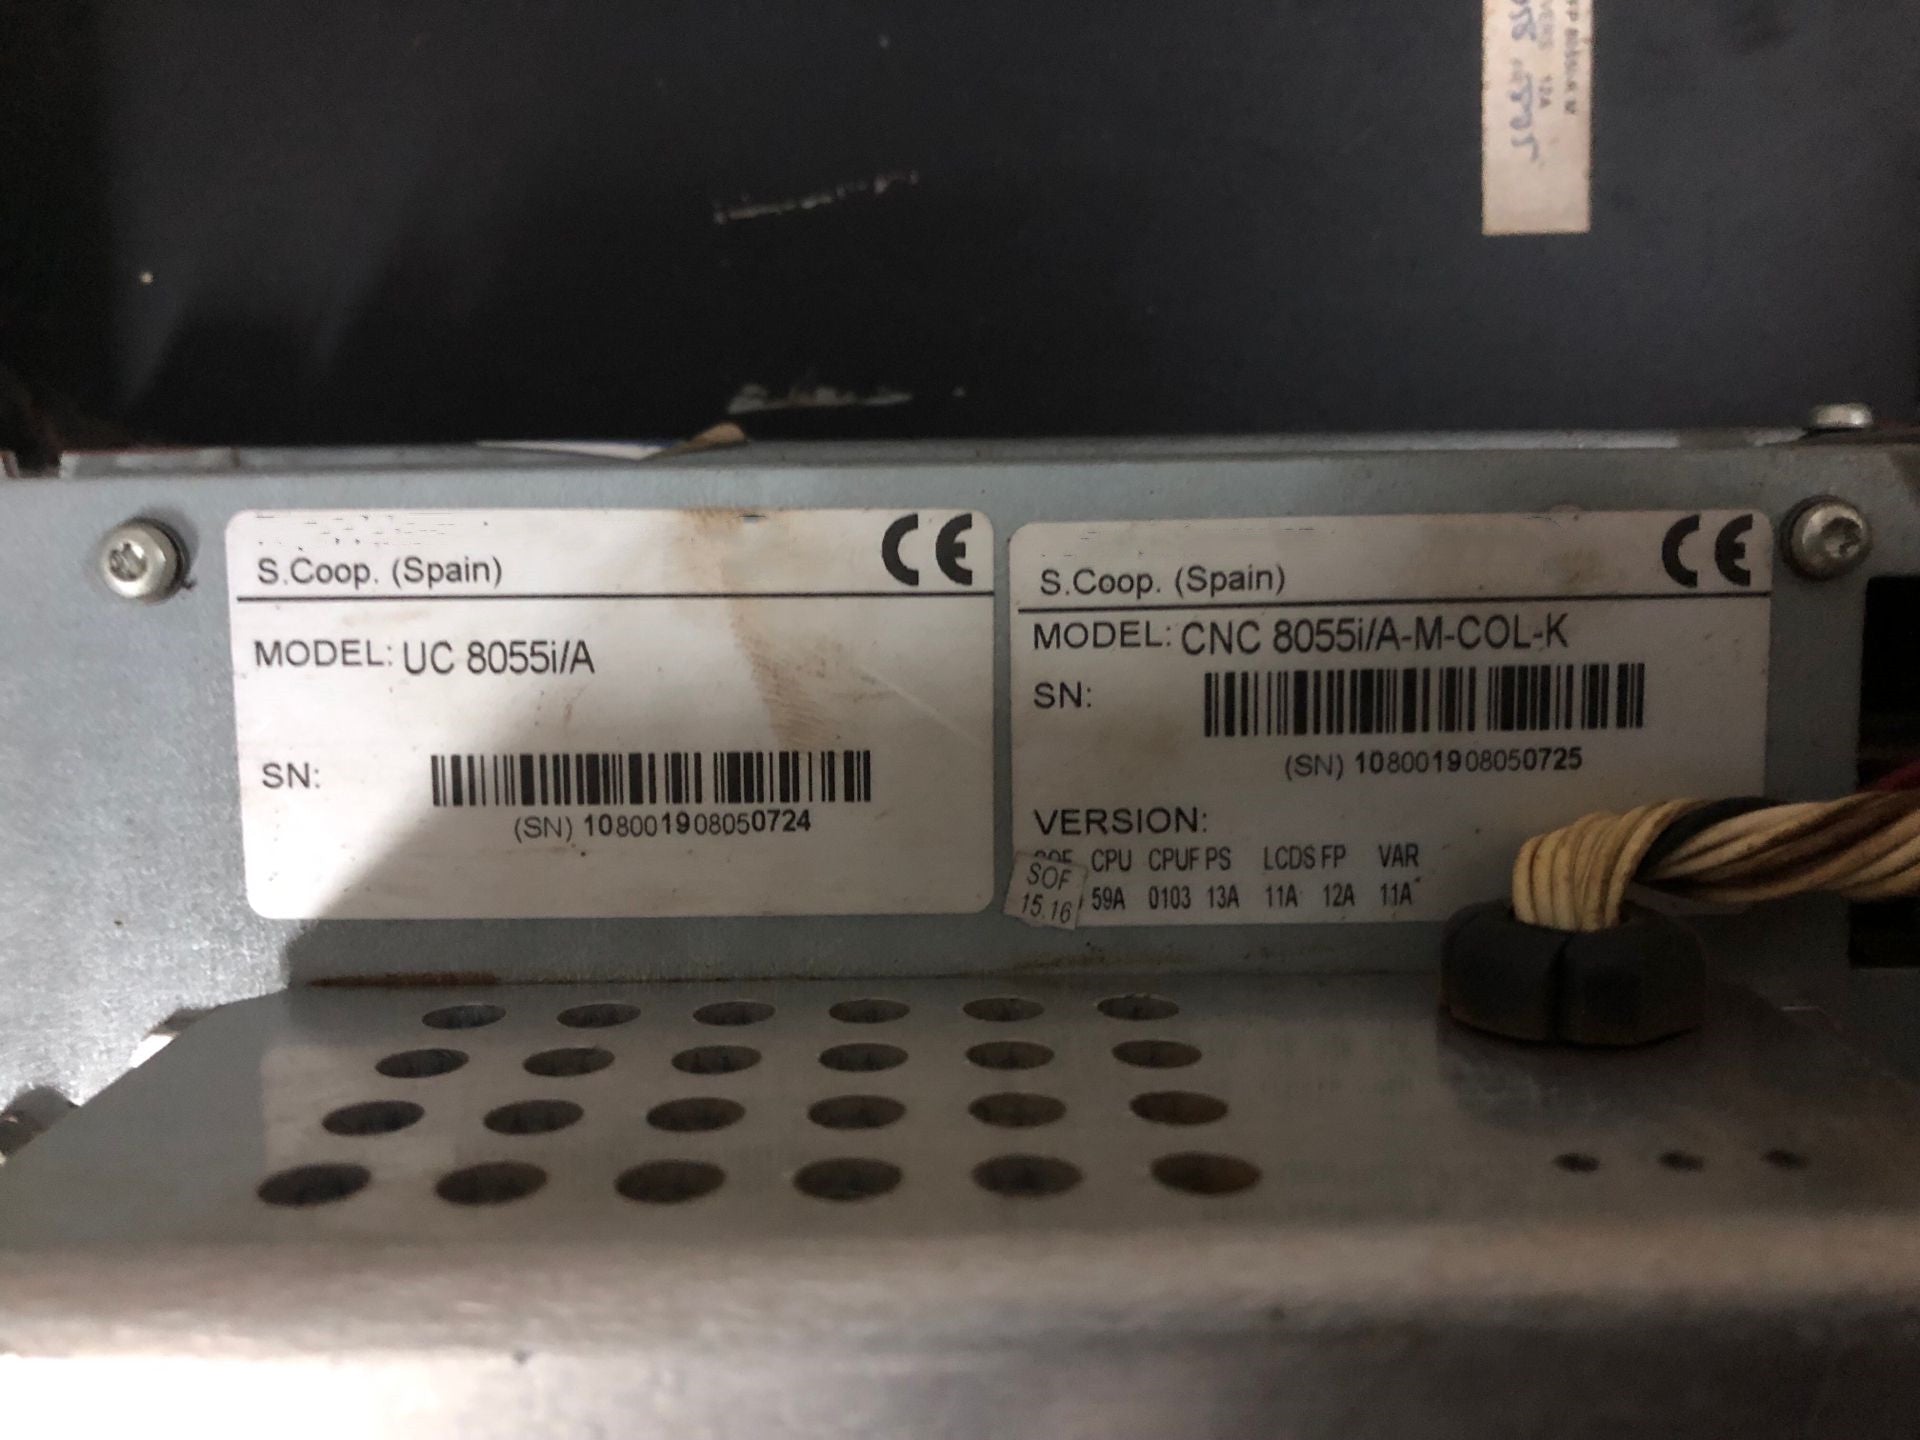 S.Coop. (Spain)
CE
MODEL: UC 8055i/A
SN:
(SN) 108001908050724
S.Coop. (Spain)
CE
MODEL: CNC 8055i/A-M-COL-K
SN:
(SN) 108001908050725
VERSION:
CPU CPUF PS LCDS FP VAR
SOF
15.16
59A 0103 13A 11A 12A 11A